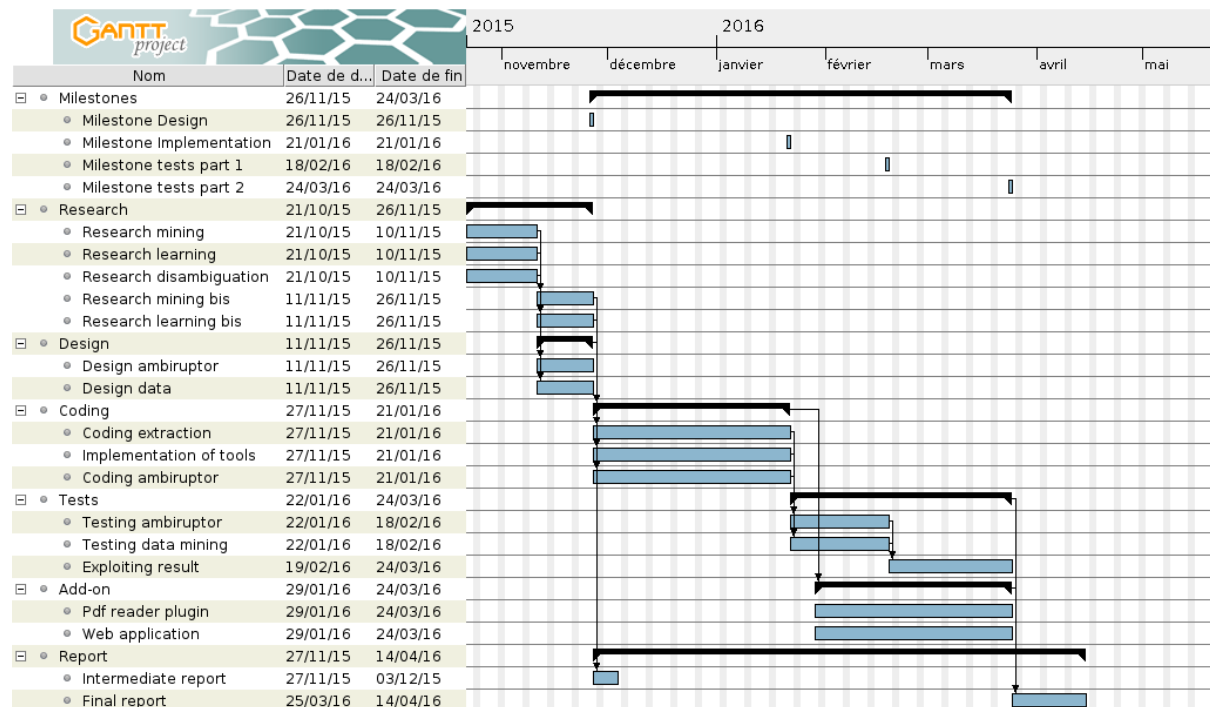 GANTT
project
2015 2016
Nom Date de d... Date de fin novembre décembre janvier février mars avril mai
Milestones 26/11/15 24/03/16
Milestone Design 26/11/15 26/11/15
Milestone Implementation 21/01/16 21/01/16
Milestone tests part 1 18/02/16 18/02/16
Milestone tests part 2 24/03/16 24/03/16
Research 21/10/15 26/11/15
Research mining 21/10/15 10/11/15
Research learning 21/10/15 10/11/15
Research disambiguation 21/10/15 10/11/15
Research mining bis 11/11/15 26/11/15
Research learning bis 11/11/15 26/11/15
Design 11/11/15 26/11/15
Design ambiruptor 11/11/15 26/11/15
Design data 11/11/15 26/11/15
Coding 27/11/15 21/01/16
Coding extraction 27/11/15 21/01/16
Implementation of tools 27/11/15 21/01/16
Coding ambiruptor 27/11/15 21/01/16
Tests 22/01/16 24/03/16
Testing ambiruptor 22/01/16 18/02/16
Testing data mining 22/01/16 18/02/16
Exploiting result 19/02/16 24/03/16
Add-on 29/01/16 24/03/16
Pdf reader plugin 29/01/16 24/03/16
Web application 29/01/16 24/03/16
Report 27/11/15 14/04/16
Intermediate report 27/11/15 03/12/15
Final report 25/03/16 14/04/16